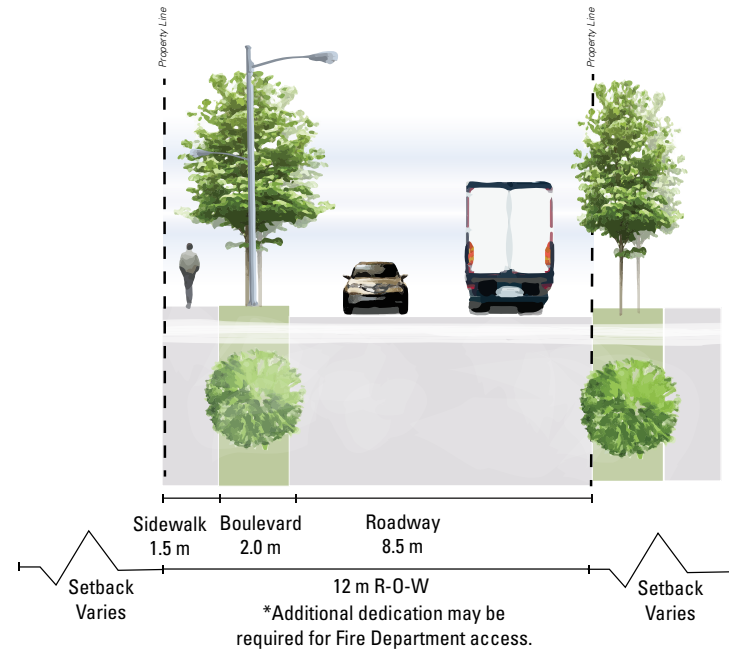 Property Line
Property Line
Sidewalk
1.5 m
Boulevard
2.0 m
Roadway
8.5 m
Setback
Varies
12 m R-O-W
*Additional dedication may be
required for Fire Department access.
Setback
Varies